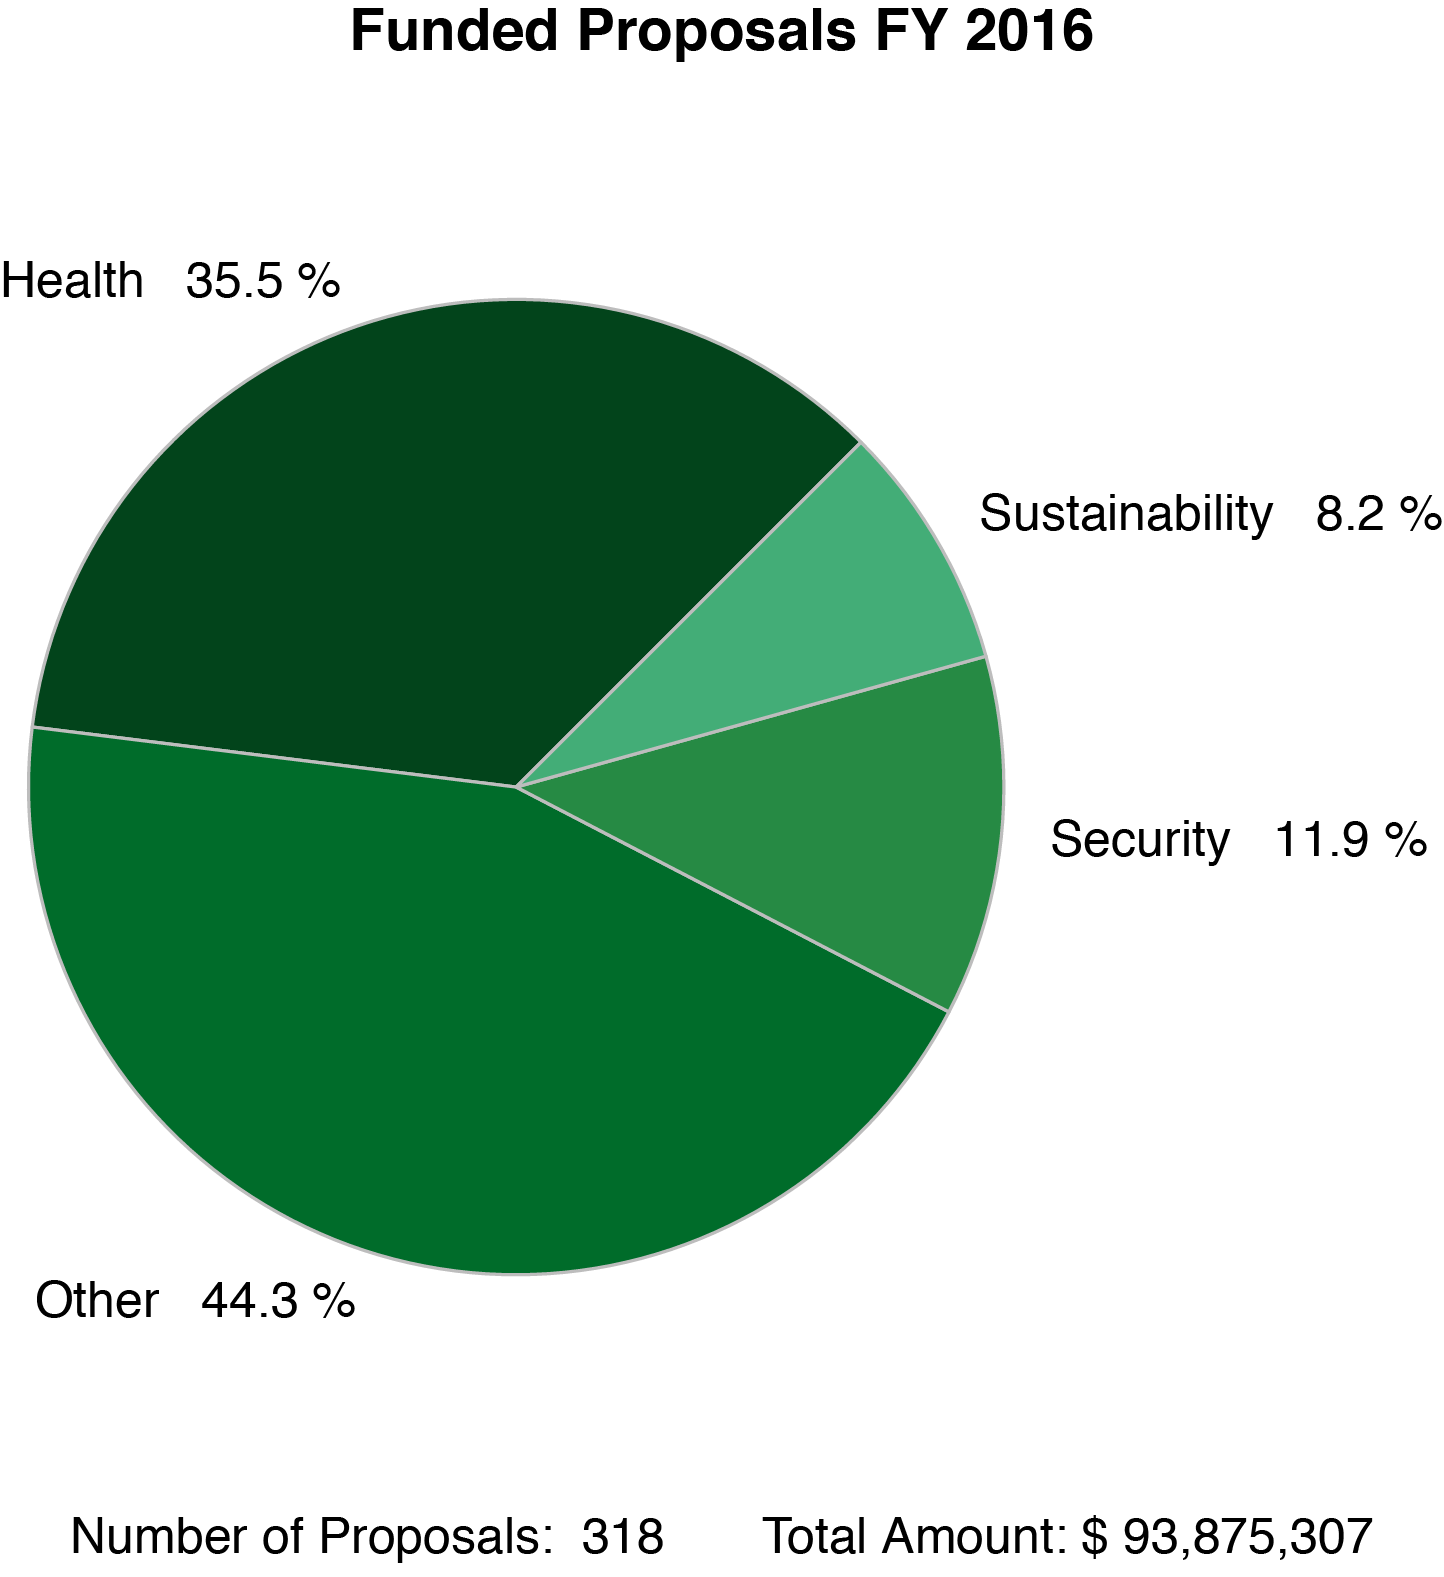 Funded Proposals FY 2016
Health 35.5 %
Sustainability 8.2 %
Security 11.9 %
Other 44.3 %
Number of Proposals: 318 Total Amount: $ 93,875,307